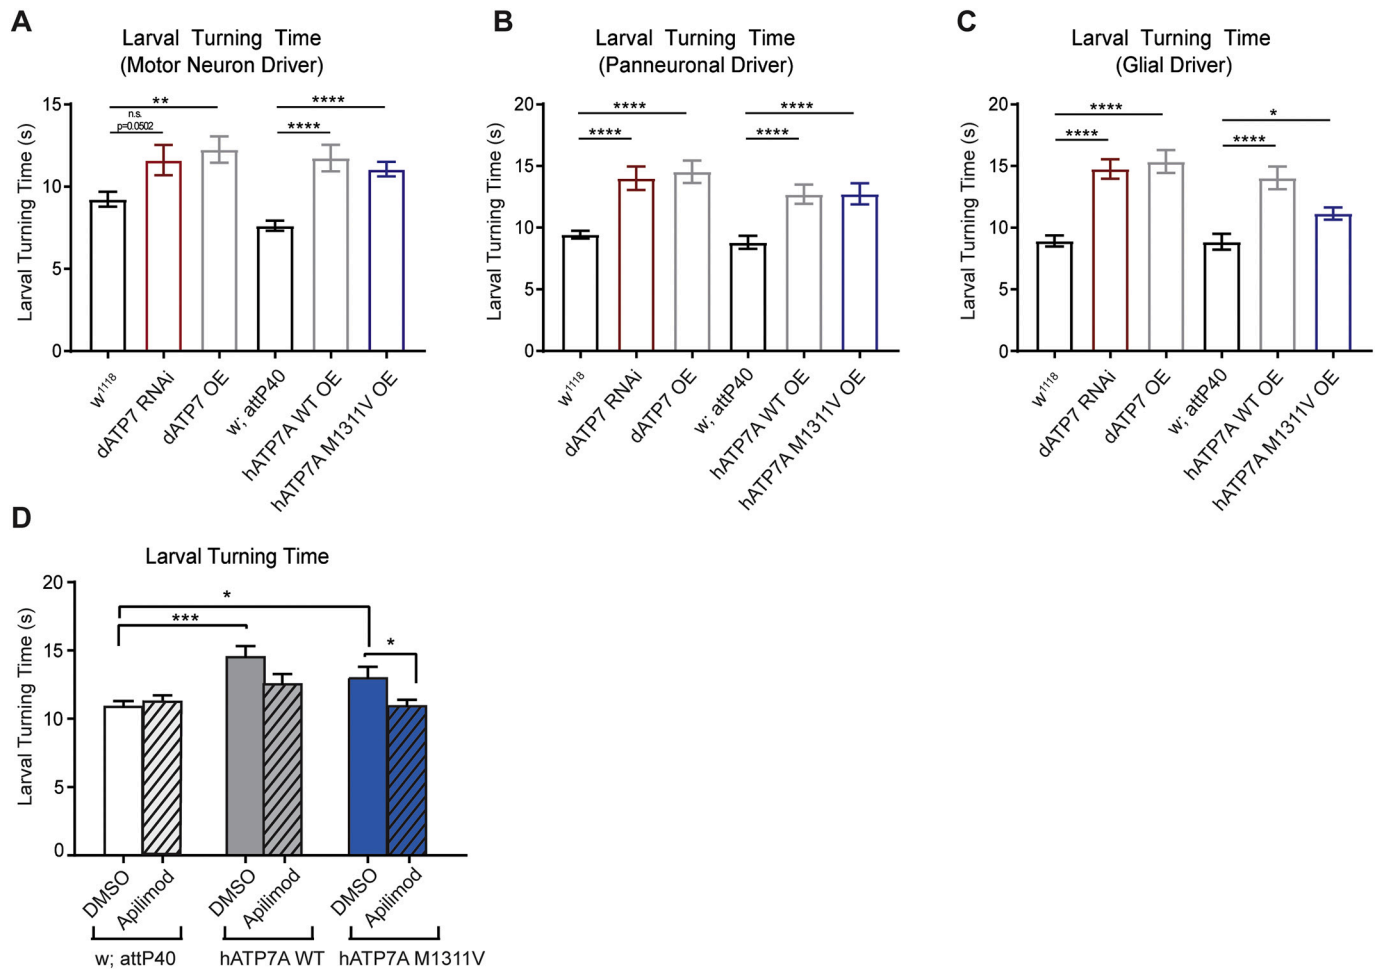 A
Larval Turning Time
(Motor Neuron Driver)
Larval Turning Time (s)
15
10
5
0
**
n.s.
p=0.0502
****
****
w1118
dATP7 RNAi
dATP7 OE
w; attP40
hATP7A WT OE
hATP7A M1311V OE
B
Larval Turning Time
(Panneuronal Driver)
Larval Turning Time (s)
20
15
10
5
0
****
****
****
****
w1118
dATP7 RNAi
dATP7 OE
w; attP40
hATP7A WT OE
hATP7A M1311V OE
C
Larval Turning Time
(Glial Driver)
Larval Turning Time (s)
20
15
10
5
0
****
****
*
****
w1118
dATP7 RNAi
dATP7 OE
w; attP40
hATP7A WT OE
hATP7A M1311V OE
D
Larval Turning Time
Larval Turning Time (s)
20
15
10
5
0
*
***
*
DMSO
Apilimod
DMSO
Apilimod
DMSO
Apilimod
w; attP40
hATP7A WT
hATP7A M1311V